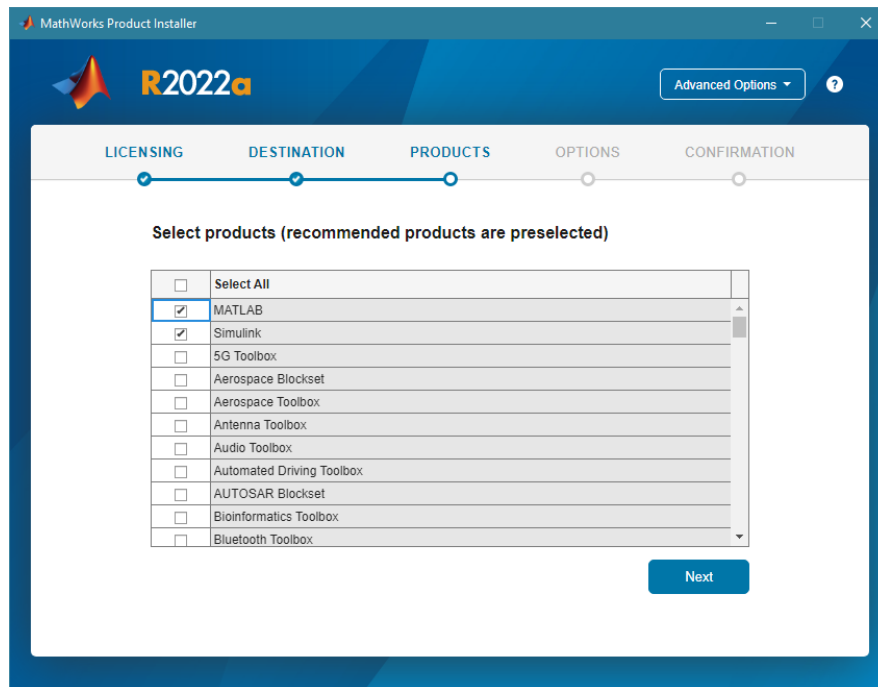 MathWorks Product Installer
R2022a
Advanced Options
?
LICENSING DESTINATION PRODUCTS OPTIONS CONFIRMATION
Select products (recommended products are preselected)
Select All
MATLAB
Simulink
5G Toolbox
Aerospace Blockset
Aerospace Toolbox
Antenna Toolbox
Audio Toolbox
Automated Driving Toolbox
AUTOSAR Blockset
Bioinformatics Toolbox
Bluetooth Toolbox
Next